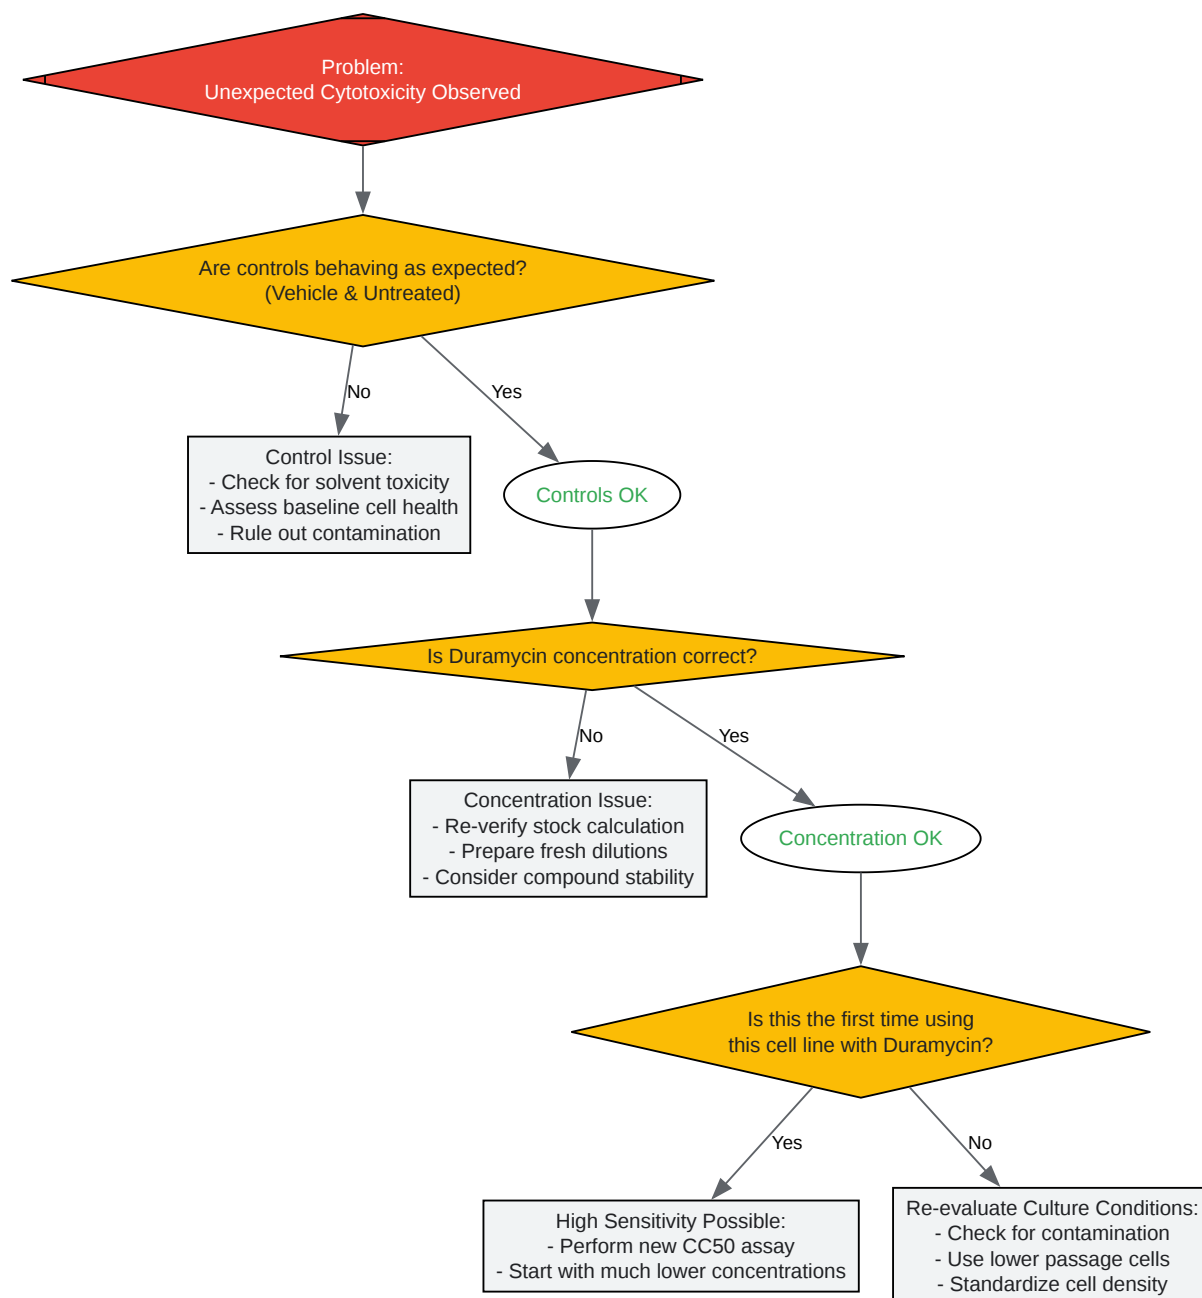 Problem:
Unexpected Cytotoxicity Observed
Are controls behaving as expected?
(Vehicle & Untreated)
No
Yes
Control Issue:
- Check for solvent toxicity
- Assess baseline cell health
- Rule out contamination
Controls OK
Is Duramycin concentration correct?
No
Yes
Concentration Issue:
- Re-verify stock calculation
- Prepare fresh dilutions
- Consider compound stability
Concentration OK
Is this the first time using
this cell line with Duramycin?
Yes
No
High Sensitivity Possible:
- Perform new CC50 assay
- Start with much lower concentrations
Re-evaluate Culture Conditions:
- Check for contamination
- Use lower passage cells
- Standardize cell density